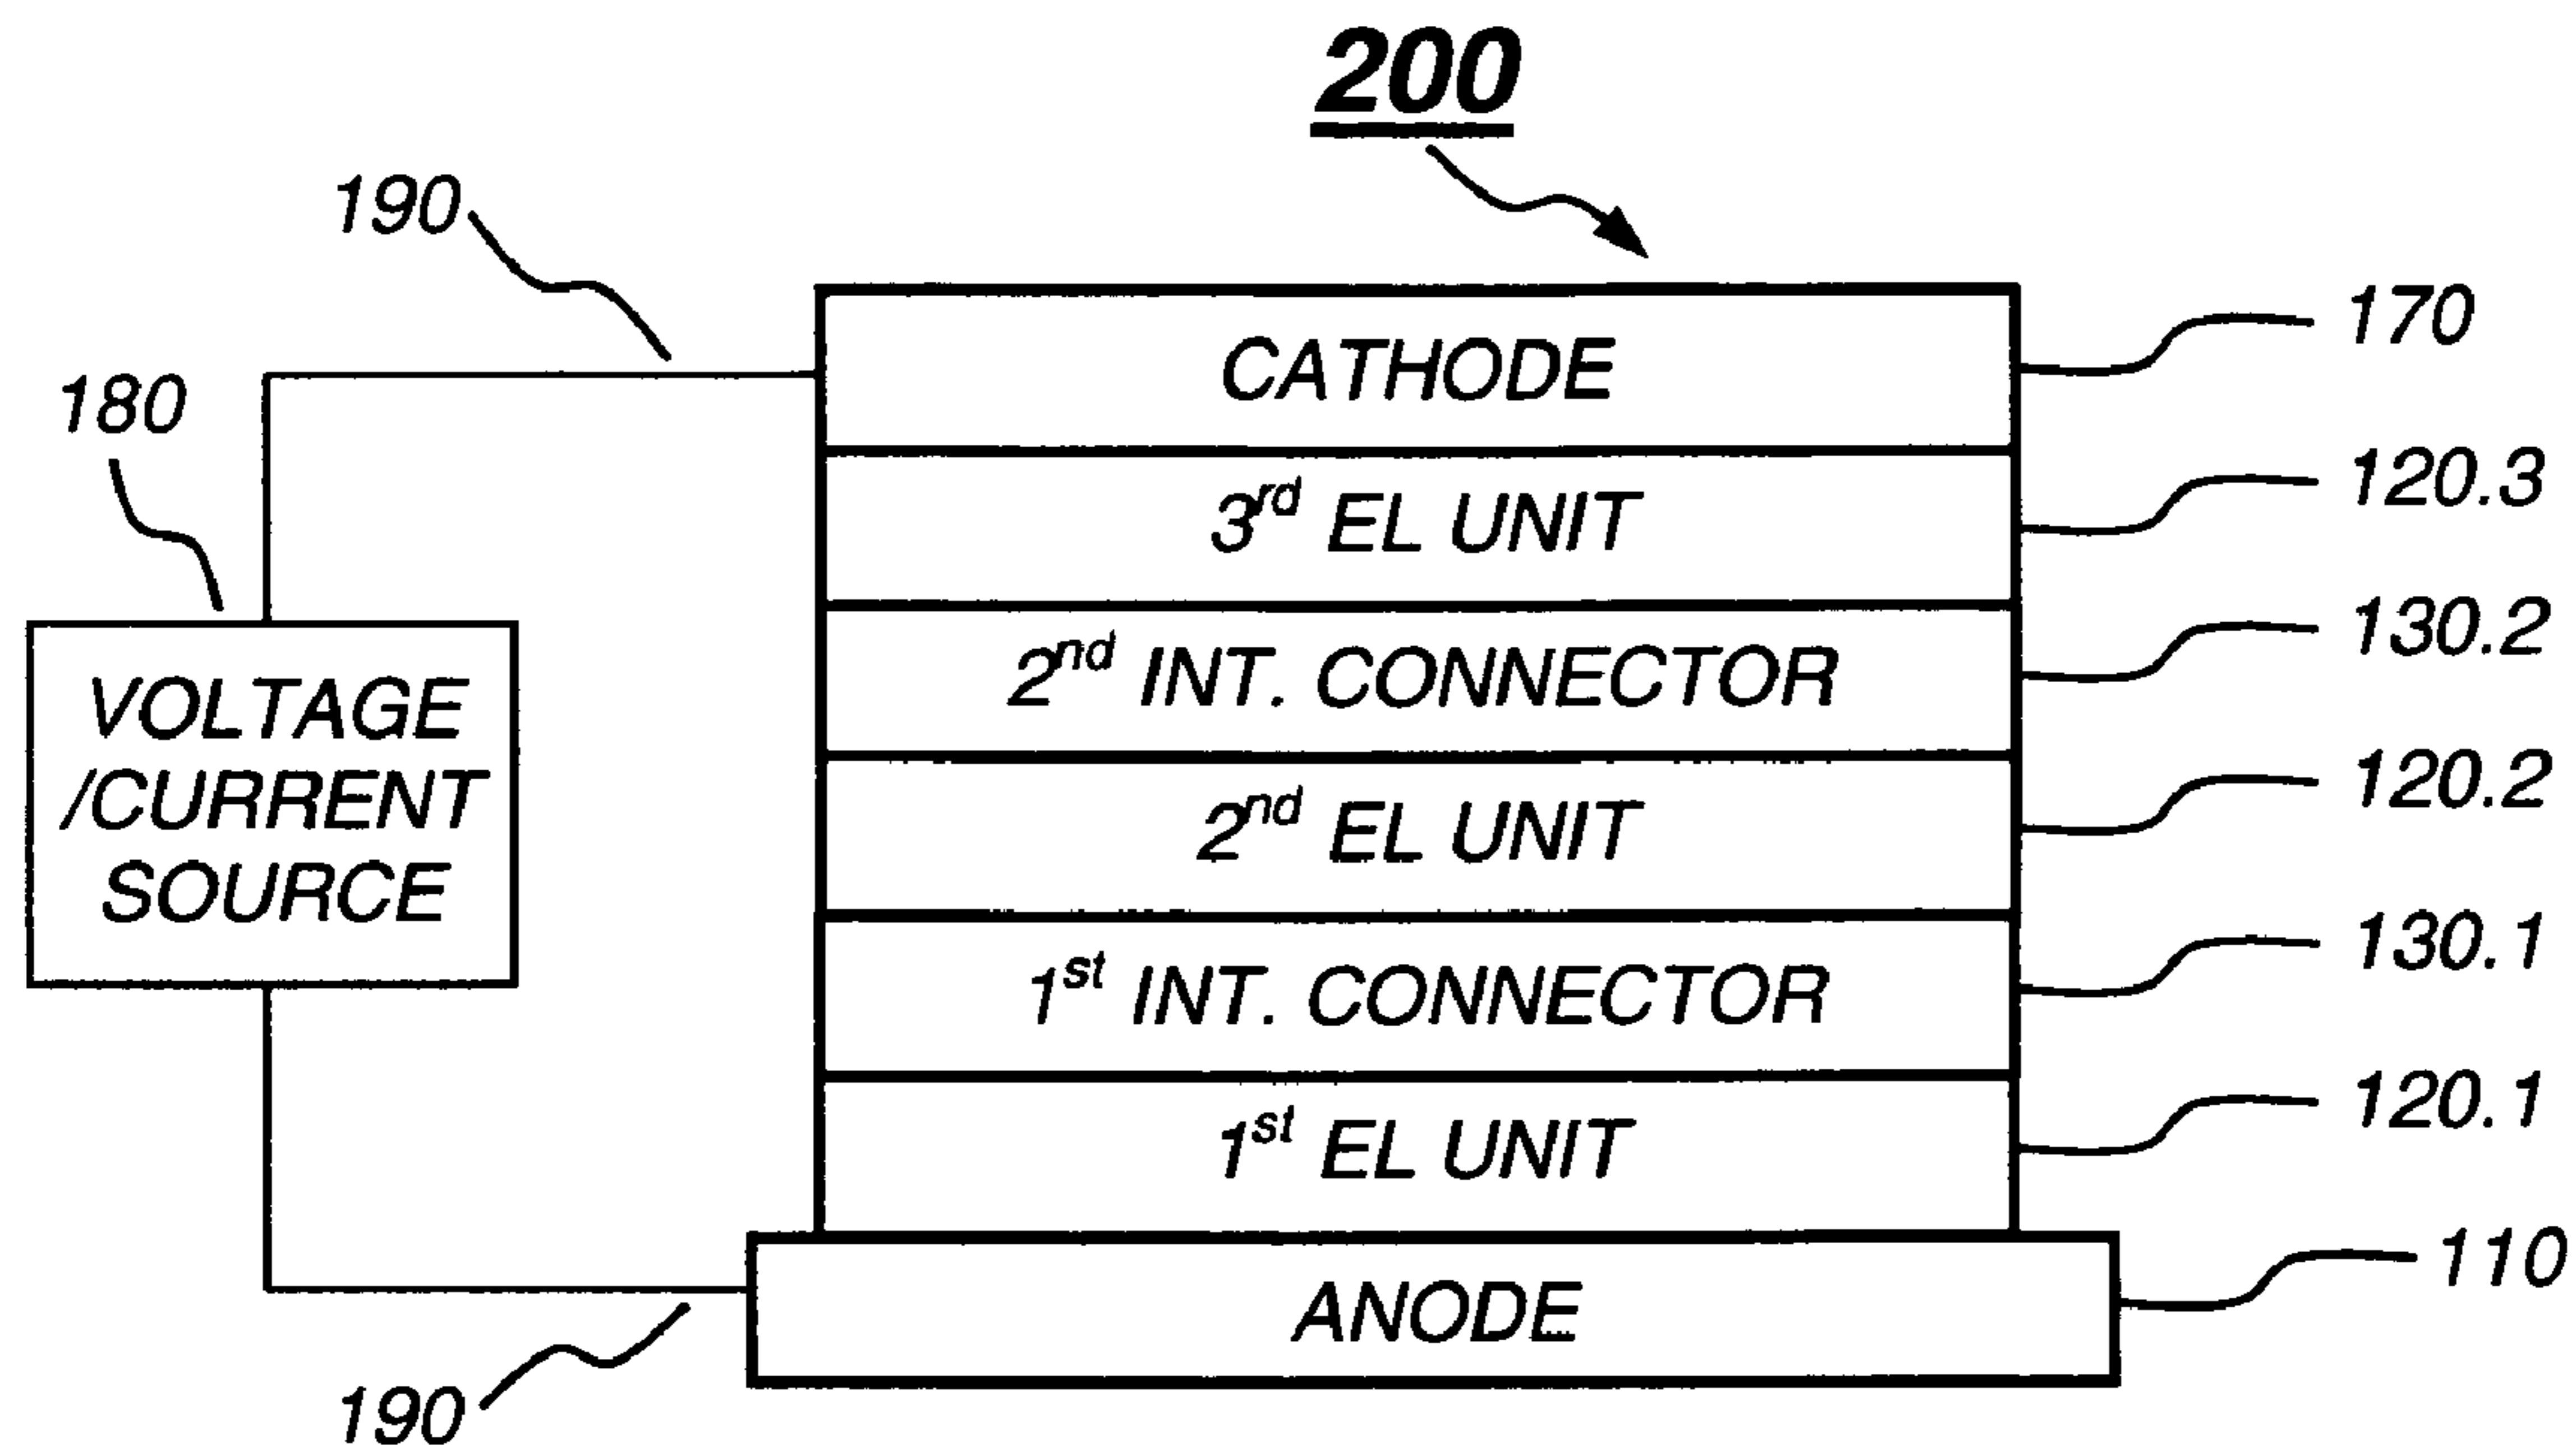 200
190
CATHODE
170
180
3rd EL UNIT
120.3
2nd INT. CONNECTOR
130.2
VOLTAGE
/CURRENT
SOURCE
2nd EL UNIT
120.2
1st INT. CONNECTOR
130.1
1st EL UNIT
120.1
ANODE
110
190